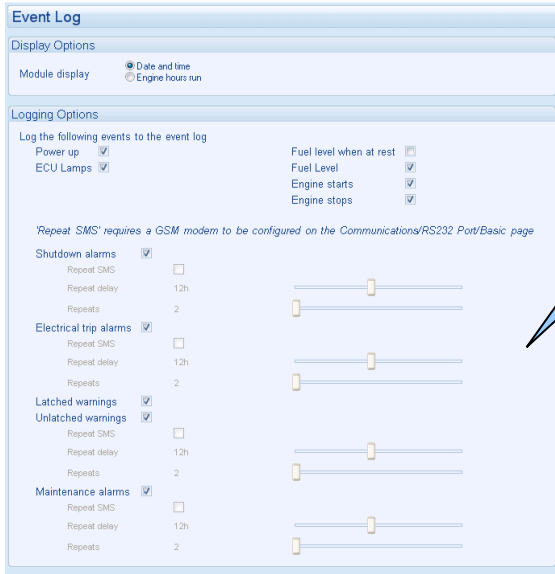 Event Log
Display Options
Module display
Date and time
Engine hours run
Logging Options
Log the following events to the event log
Power up
Fuel level when at rest
ECU Lamps
Fuel Level
Engine starts
Engine stops
'Repeat SMS' requires a GSM modem to be configured on the Communications/RS232 Port/Basic page
Shutdown alarms
Repeat SMS
Repeat delay 12h
Repeats 2
Electrical trip alarms
Repeat SMS
Repeat delay 12h
Repeats 2
Latched warnings
Unlatched warnings
Repeat SMS
Repeat delay 12h
Repeats 2
Maintenance alarms
Repeat SMS
Repeat delay 12h
Repeats 2